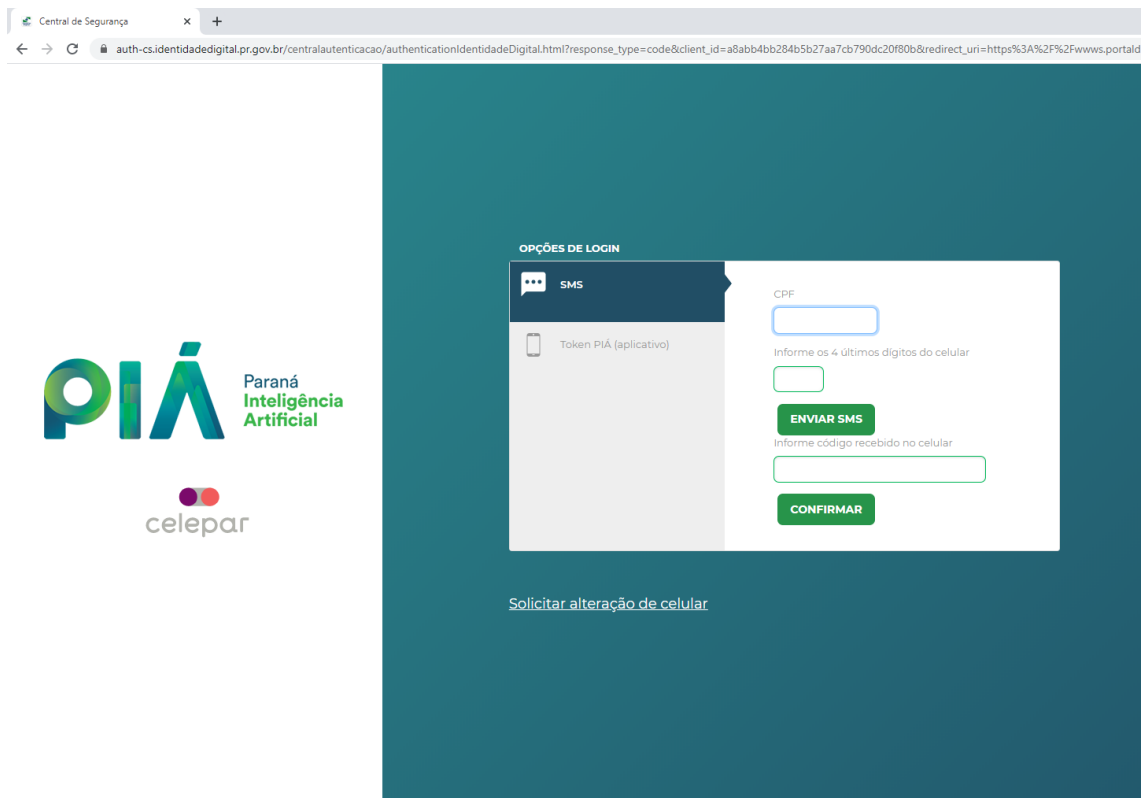 Central de Segurança
auth-cs.identidadedigital.pr.gov.br/centralautenticacao/authenticationIdentidadeDigital.html?response_type=code&client_id=a8abb4bb284b5b27aa7cb790dc20f80b&redirect_uri=https%3A%2F%2Fwwws.portald
OPÇÕES DE LOGIN
SMS
Token PIÁ (aplicativo)
CPF
Informe os 4 últimos dígitos do celular
ENVIAR SMS
Informe código recebido no celular
CONFIRMAR
PIÁ
Paraná
Inteligência
Artificial
celepar
Solicitar alteração de celular